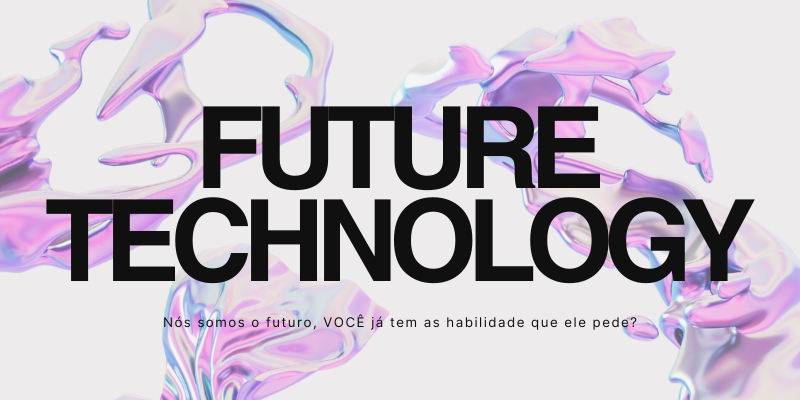 FUTURE
TECHNOLOGY
Nós somos o futuro, VOCÊ já tem as habilidade que ele pede?